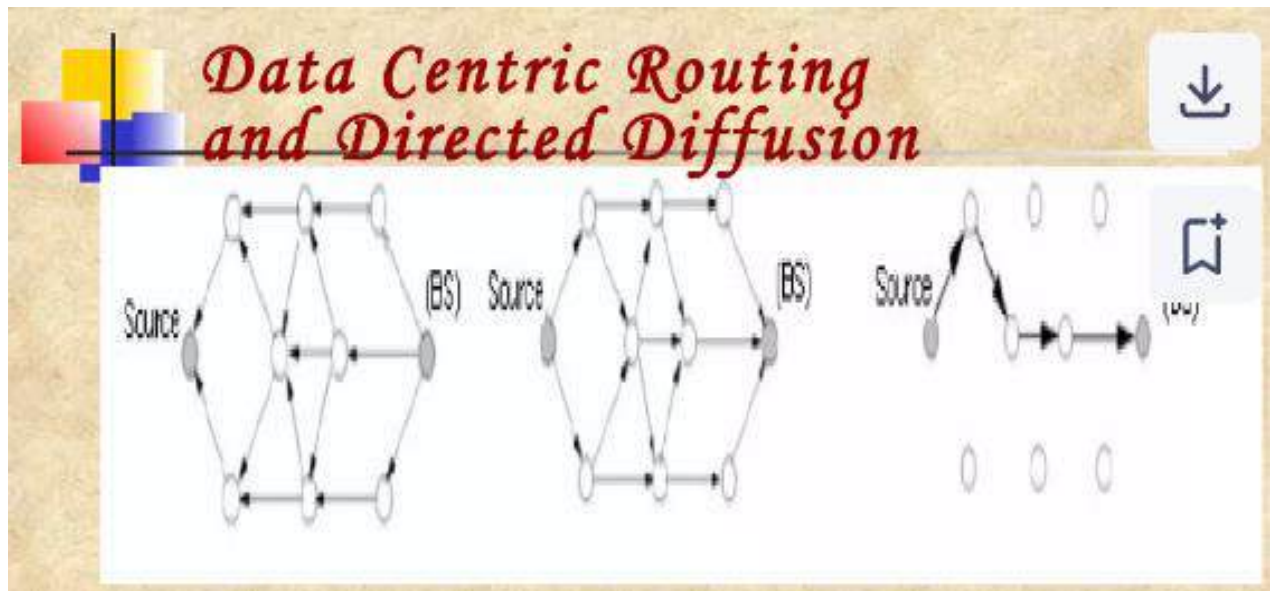 Data Centric Routing
and Directed Diffusion
Source
(BS)
Source
(BS)
Source